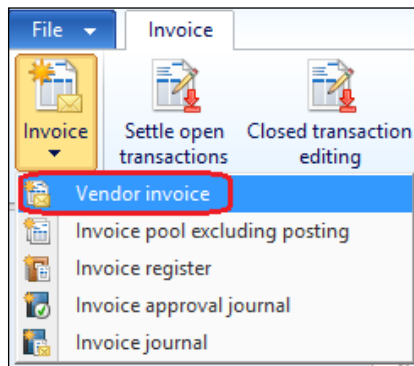 File Invoice
Invoice
Settle open
transactions
Closed transaction
editing
Vendor invoice
Invoice pool excluding posting
Invoice register
Invoice approval journal
Invoice journal